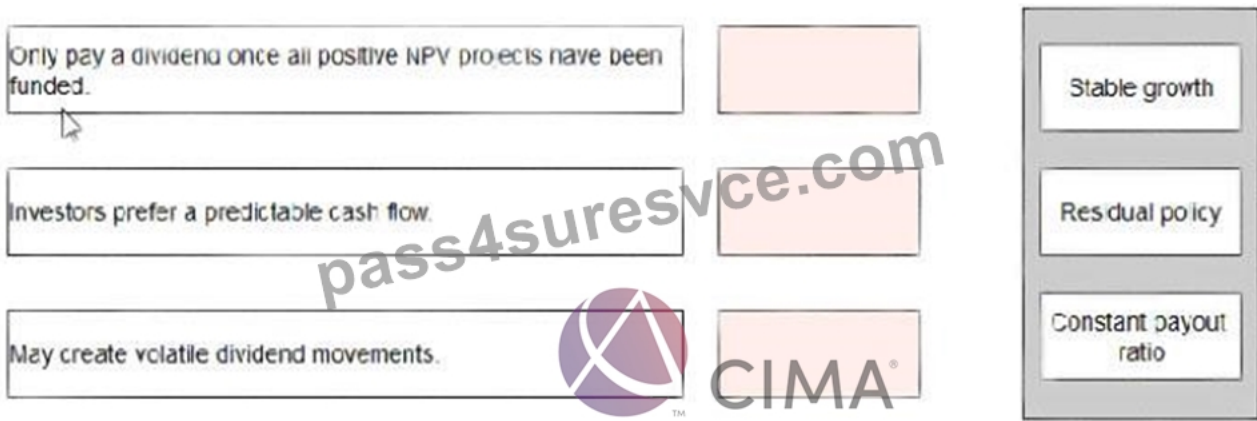 Only pay a dividend once all positive NPV projects have been
funded.
Stable growth
Investors prefer a predictable cash flow.
Residual policy
May create volatile dividend movements.
Constant payout
ratio
pass4suresvce.com
CIMA®
TM